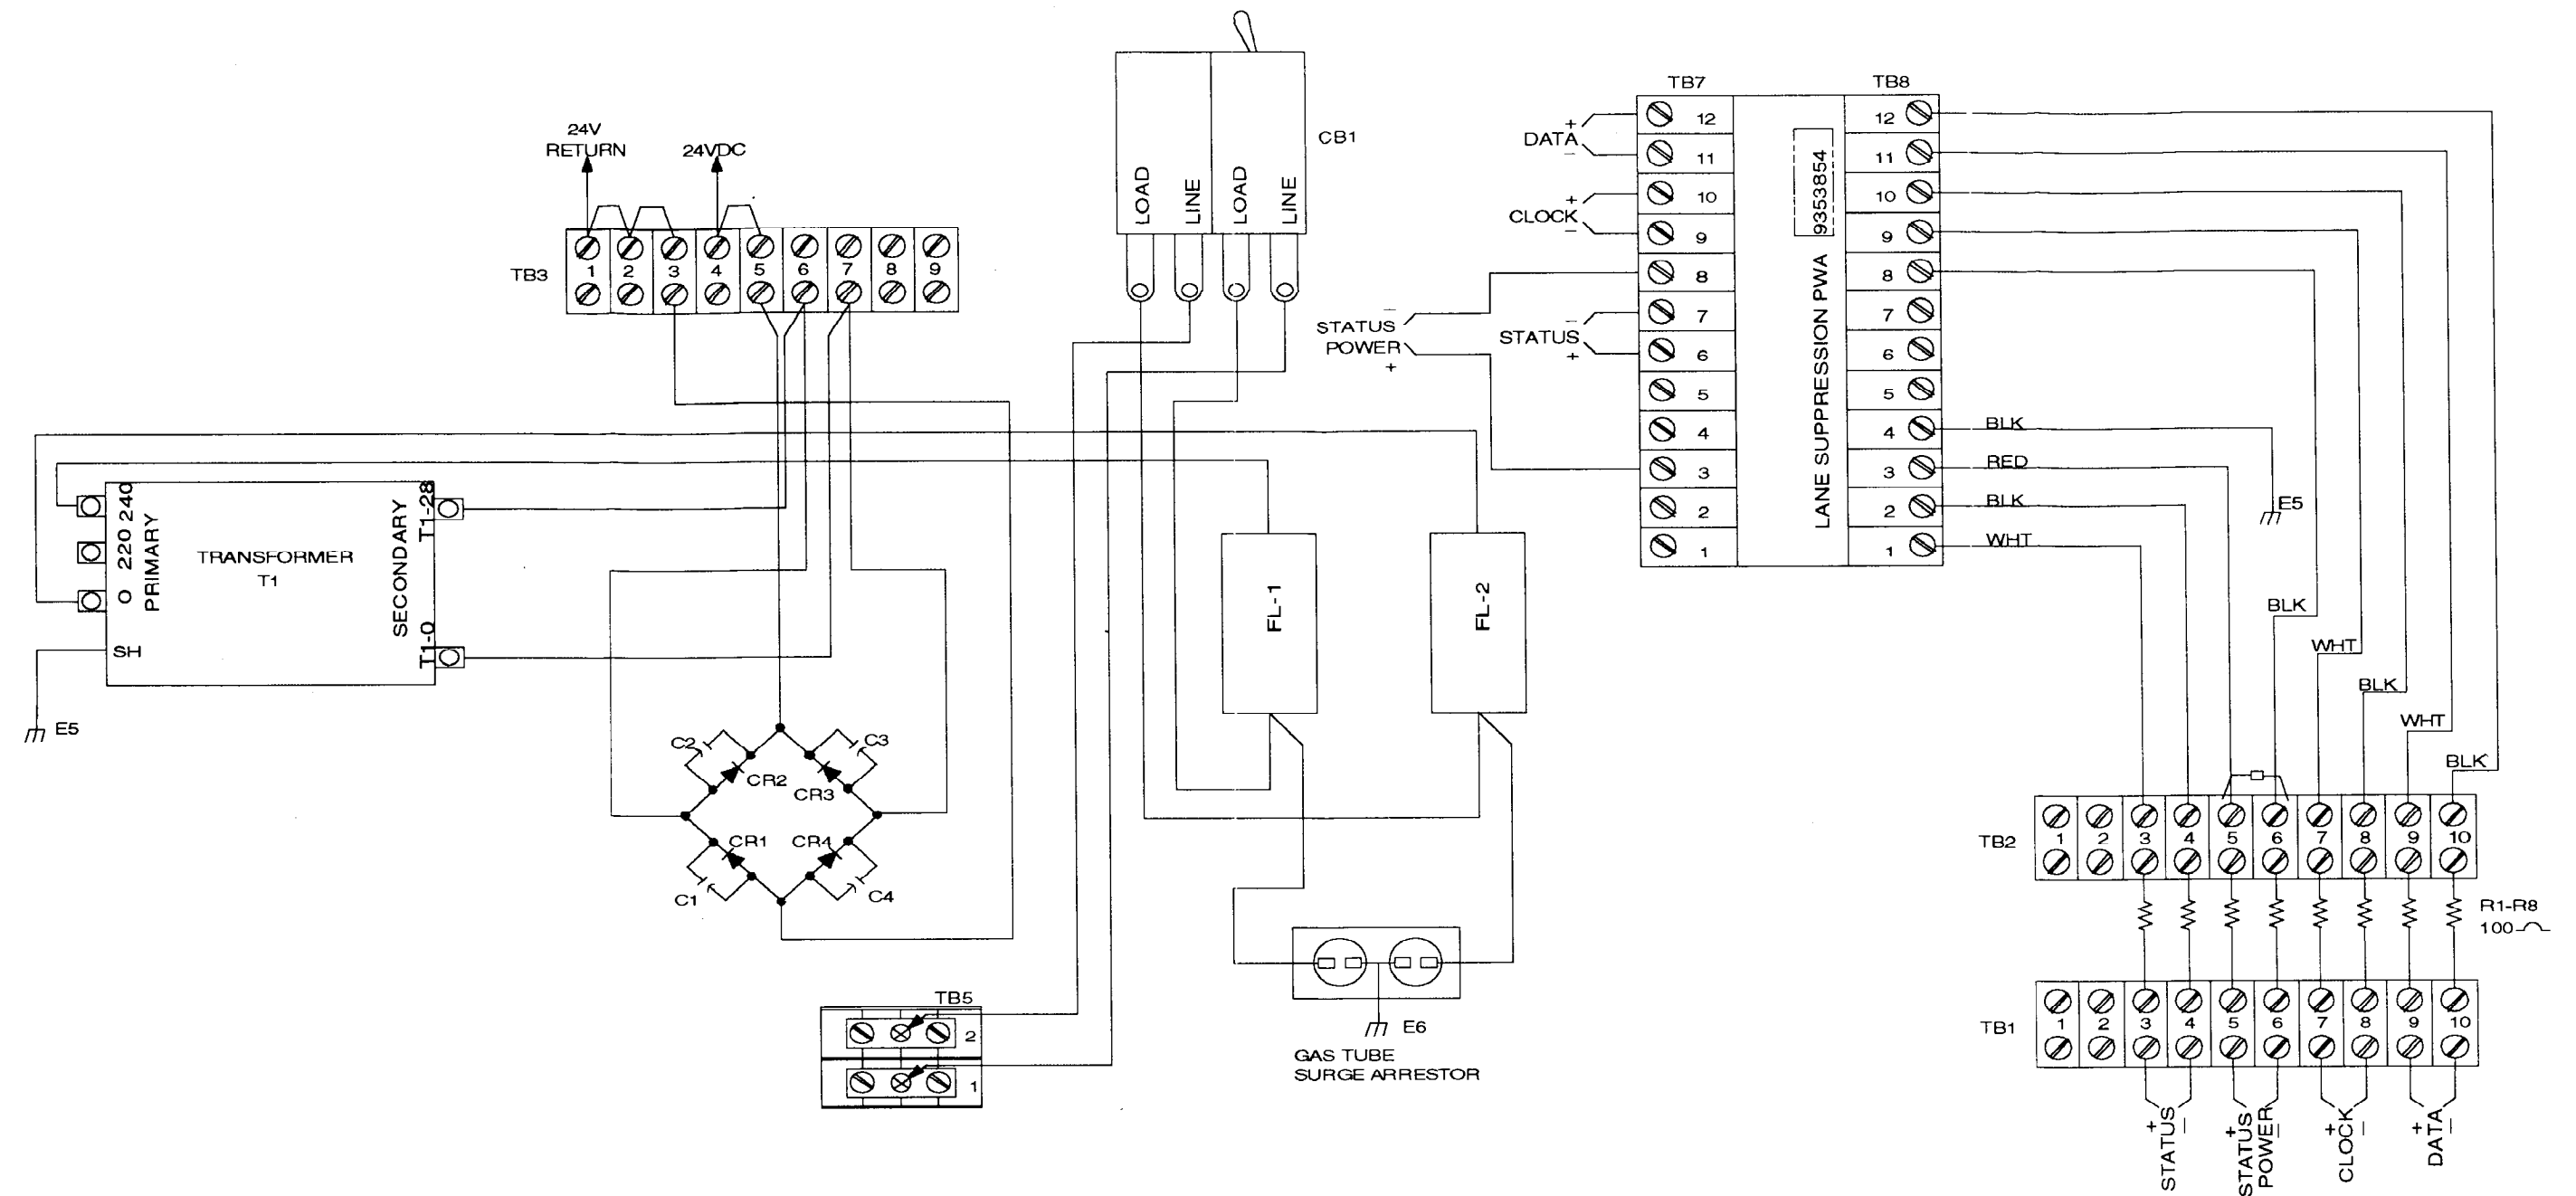 24V
RETURN
24VDC
TB3
1 2 3 4 5 6 7 8 9
LOAD
LINE
LOAD
LINE
CB1
TB7
TB8
12
11
10
9
8
7
6
5
4
3
2
1
LANE SUPPRESSION PWA
9353854
12
11
10
9
8
7
6
5
4
3
2
1
+
DATA
−
+
CLOCK
−
−
STATUS
POWER
+
−
STATUS
+
BLK
RED
BLK
WHT
E5
BLK
WHT
BLK
WHT
BLK
O 220 240
PRIMARY
TRANSFORMER
T1
SECONDARY
T1-28
T1-0
SH
E5
C2
C3
CR2
CR3
CR1
CR4
C1
C4
FL-1
FL-2
E6
GAS TUBE
SURGE ARRESTOR
TB5
2
1
TB2
1 2 3 4 5 6 7 8 9 10
R1-R8
100
TB1
1 2 3 4 5 6 7 8 9 10
+ −
STATUS
+ −
STATUS
POWER
+ −
CLOCK
+ −
DATA